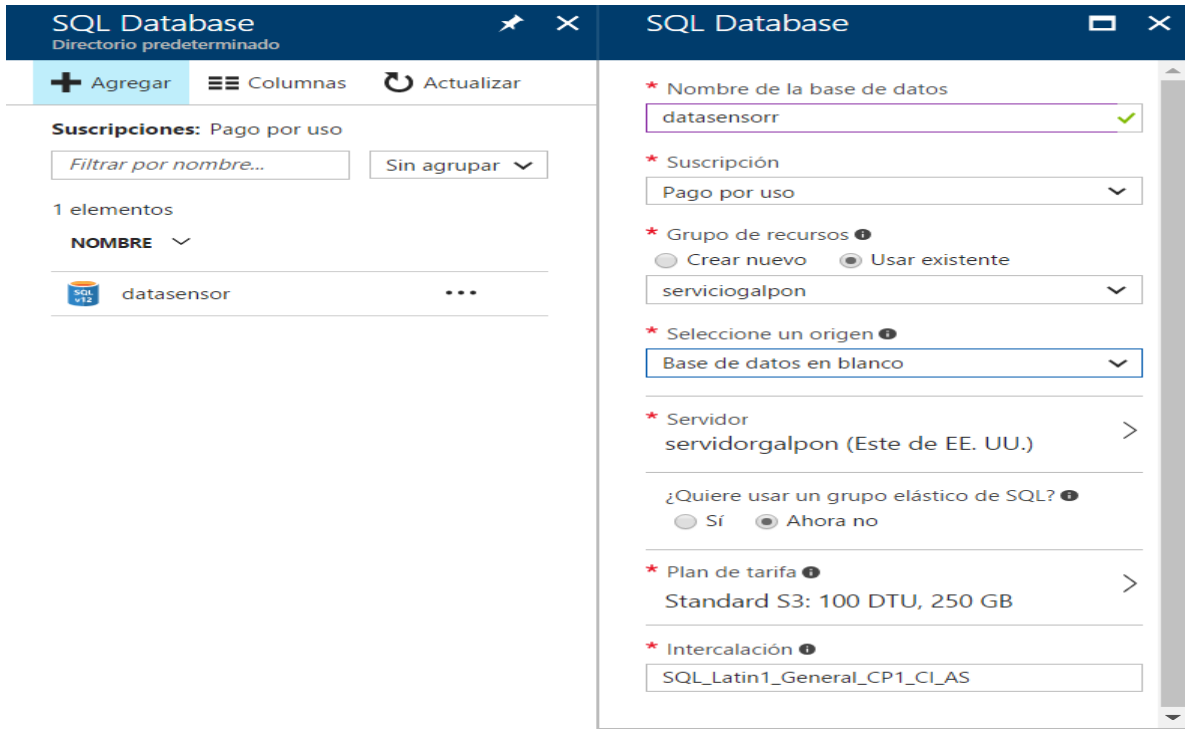 SQL Database
Directorio predeterminado
Agregar
Columnas
Actualizar
Suscripciones: Pago por uso
Filtrar por nombre...
Sin agrupar
1 elementos
NOMBRE
SQL
v12
datasensor
SQL Database
* Nombre de la base de datos
datasensorr
* Suscripción
Pago por uso
* Grupo de recursos
Crear nuevo Usar existente
serviciogalpon
* Seleccione un origen
Base de datos en blanco
* Servidor
servidorgalpon (Este de EE. UU.)
¿Quiere usar un grupo elástico de SQL?
Sí Ahora no
* Plan de tarifa
Standard S3: 100 DTU, 250 GB
* Intercalación
SQL_Latin1_General_CP1_CI_AS